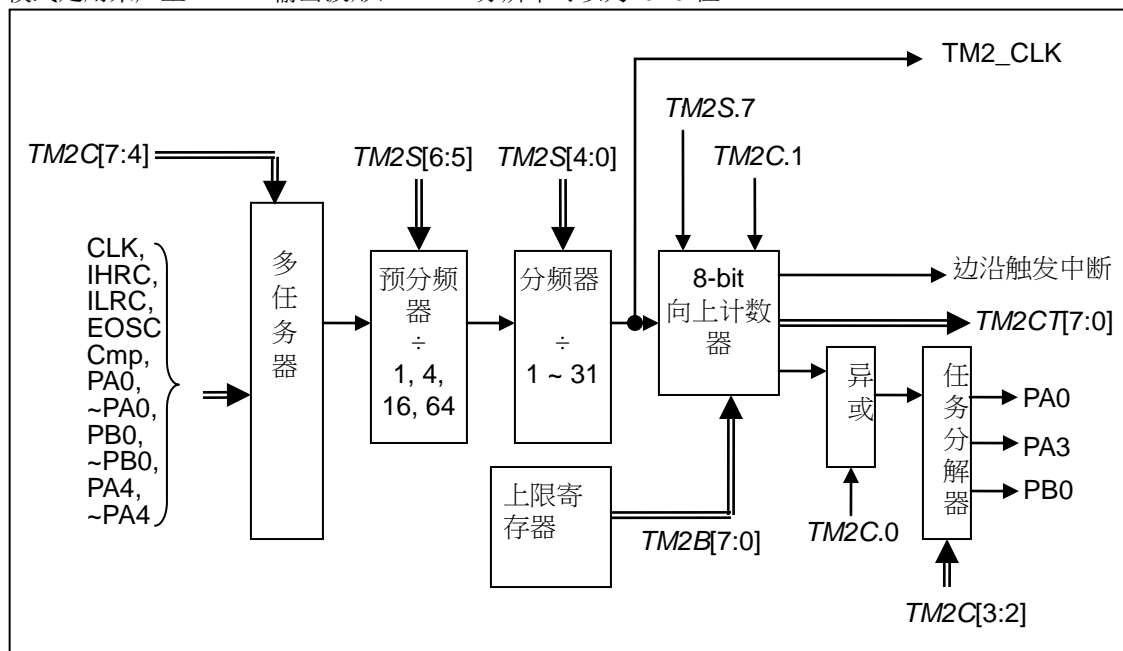 TM2_CLK
TM2S.7
TM2C[7:4]
TM2S[6:5]
TM2S[4:0]
TM2C.1
CLK,
IHRC,
ILRC,
EOSC
Cmp,
PA0,
~PA0,
PB0,
~PB0,
PA4,
~PA4
多
任
务
器
预分频
器
÷
1, 4,
16, 64
分频器
÷
1 ~ 31
8-bit
向上计数
器
边沿触发中断
TM2CT[7:0]
异
或
任
务
分
解
器
PA0
PA3
PB0
上限寄
存器
TM2B[7:0]
TM2C.0
TM2C[3:2]